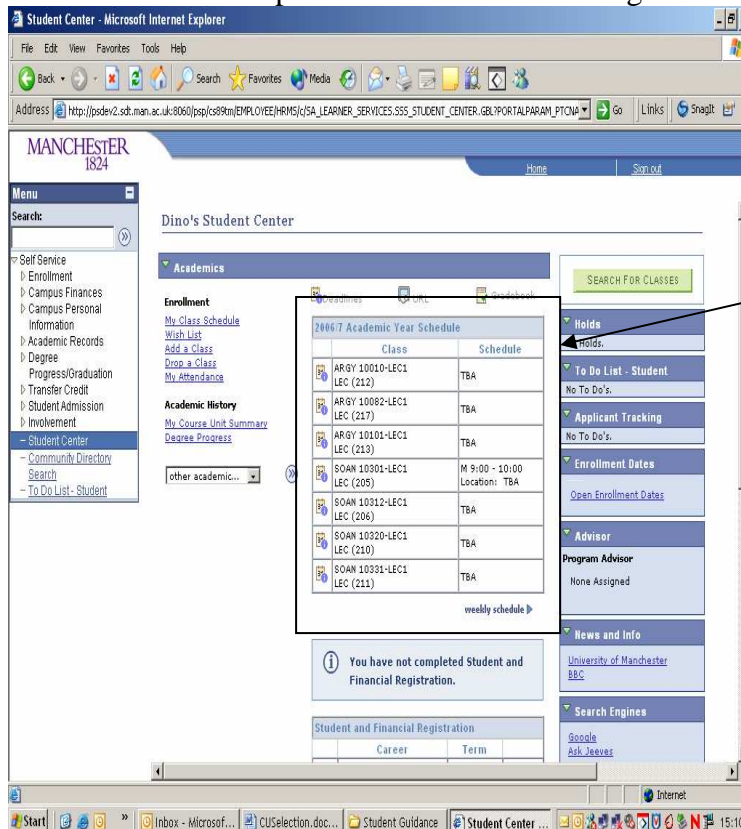 Student Center - Microsoft Internet Explorer
File Edit View Favorites Tools Help
Back Search Favorites Media
Address http://psdev2.sdt.man.ac.uk:8060/psp/cs89tm/EMPLOYEE/HRMS/c/SA_LEARNER_SERVICES.SSS_STUDENT_CENTER.GBL?PORTALPARAM_PTCNA Go Links SnagIt
MANCHESTER
1824
Home Sign out
Menu
Search:
Self Service
Enrollment
Campus Finances
Campus Personal
Information
Academic Records
Degree
Progress/Graduation
Transfer Credit
Student Admission
Involvement
- Student Center
- Community Directory
Search
- To Do List - Student
Dino's Student Center
Academics
Enrollment
My Class Schedule
Wish List
Add a Class
Drop a Class
My Attendance
Academic History
My Course Unit Summary
Degree Progress
other academic...
Deadlines URL Gradebook
2006/7 Academic Year Schedule
Class Schedule
ARGY 10010-LEC1
LEC (212) TBA
ARGY 10082-LEC1
LEC (217) TBA
ARGY 10101-LEC1
LEC (213) TBA
SOAN 10301-LEC1 M 9:00 - 10:00
LEC (205) Location: TBA
SOAN 10312-LEC1
LEC (206) TBA
SOAN 10320-LEC1
LEC (210) TBA
SOAN 10331-LEC1
LEC (211) TBA
weekly schedule
You have not completed Student and
Financial Registration.
Student and Financial Registration
Career Term
SEARCH FOR CLASSES
Holds
Holds.
To Do List - Student
No To Do's.
Applicant Tracking
No To Do's.
Enrollment Dates
Open Enrollment Dates
Advisor
Program Advisor
None Assigned
News and Info
University of Manchester
BBC
Search Engines
Google
Ask Jeeves
Internet
Start Inbox - Microsof... CUSelection.doc... Student Guidance Student Center ... 15:10